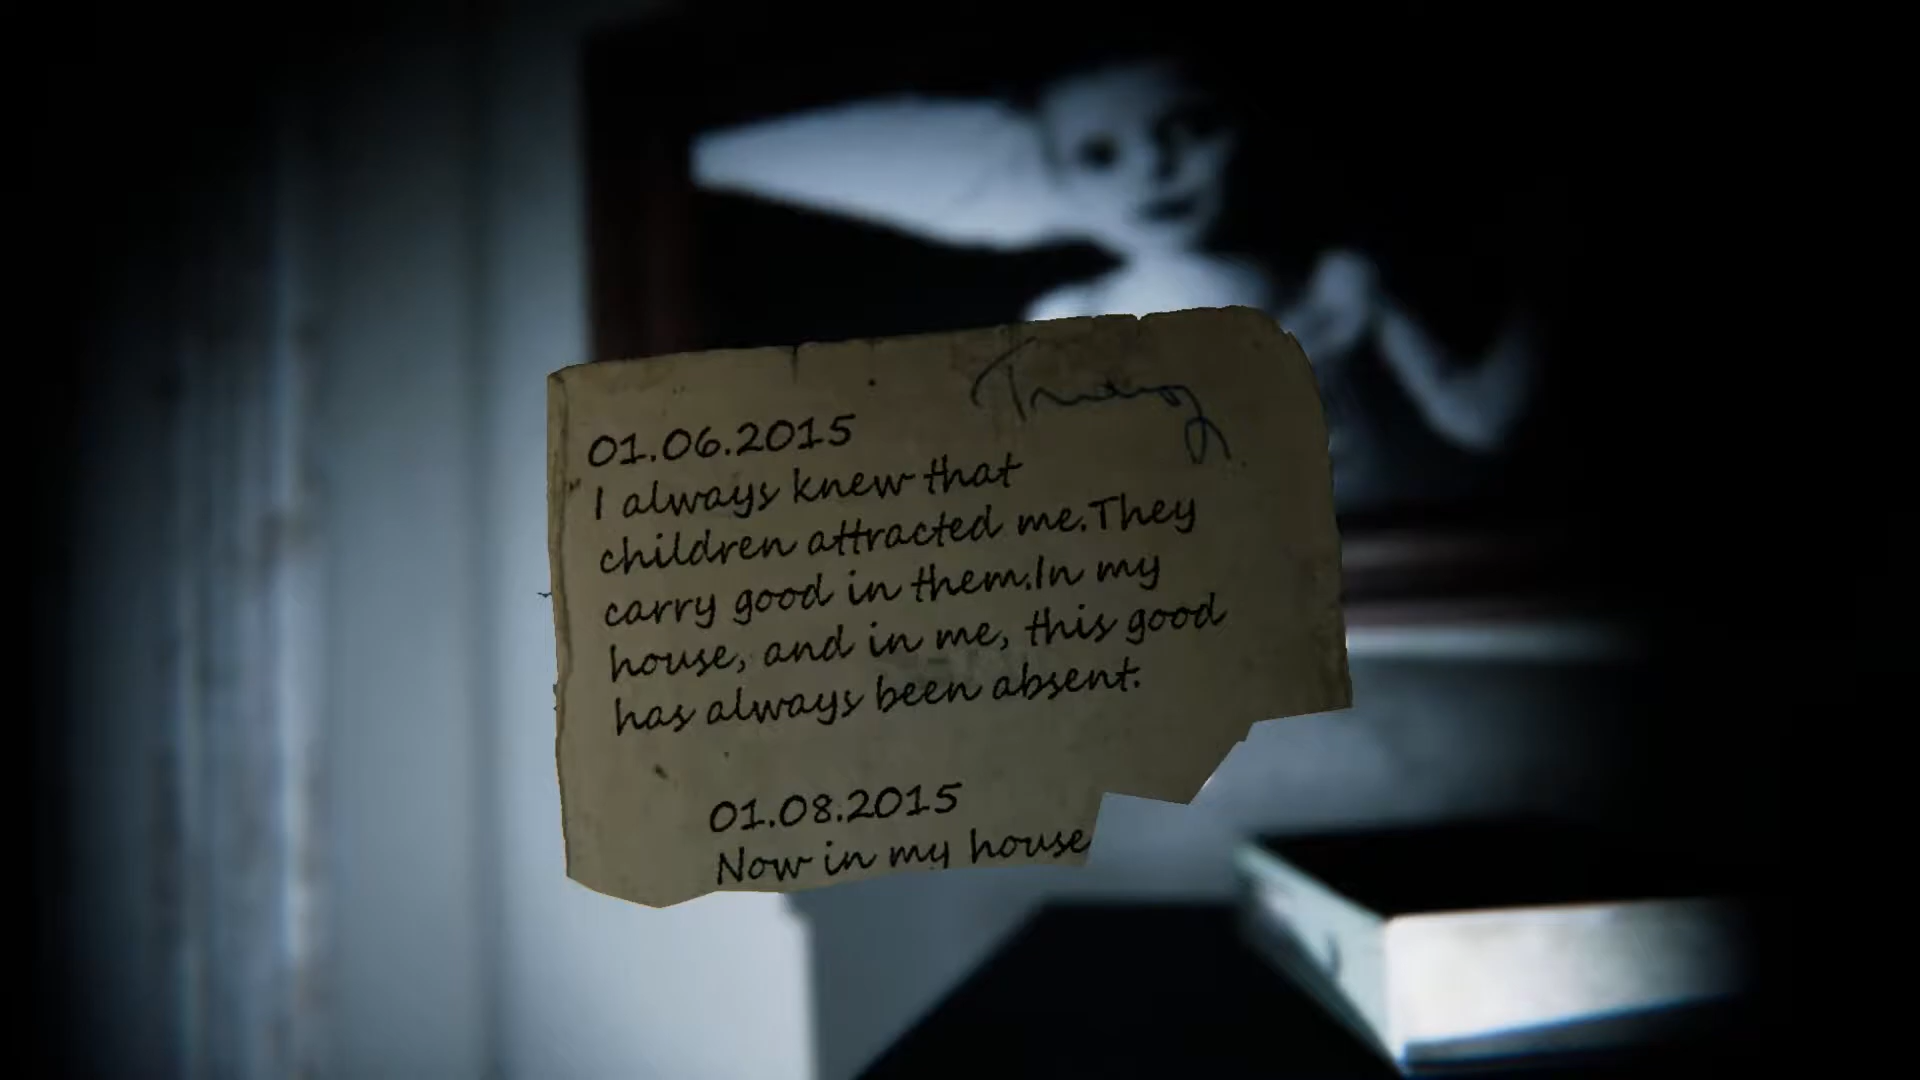 01.06.2015
I always knew that
children attracted me.They
carry good in them.In my
house, and in me, this good
has always been absent.
01.08.2015
Now in my house